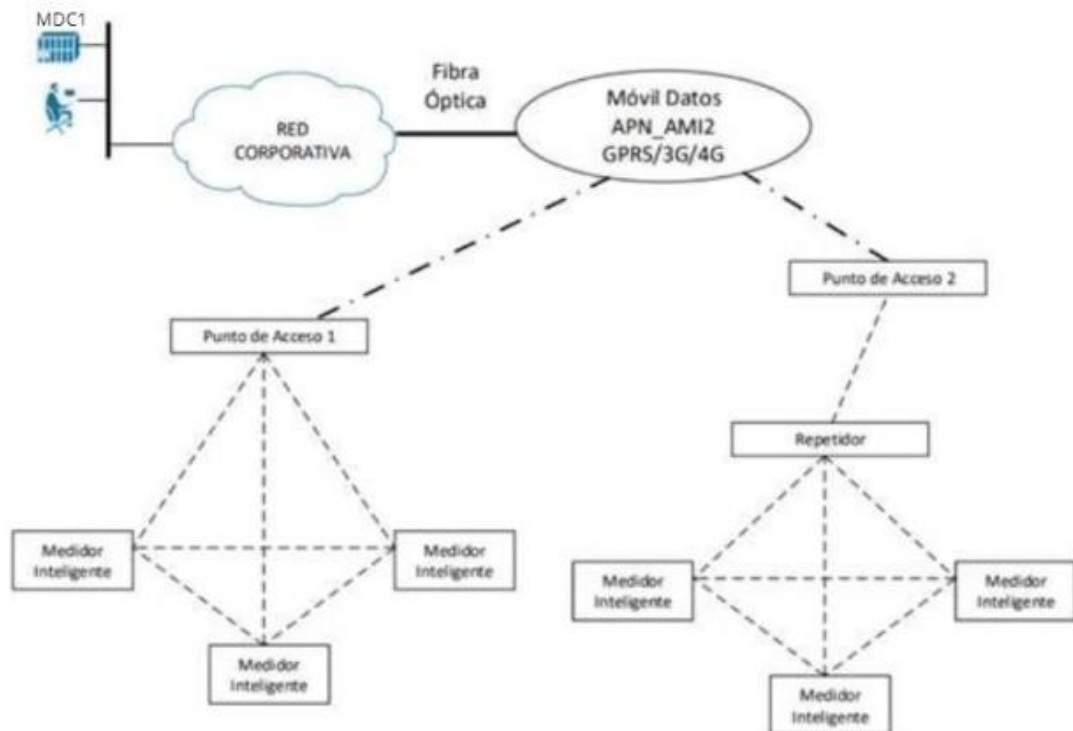 MDC1
RED
CORPORATIVA
Fibra
Óptica
Móvil Datos
APN_AMI2
GPRS/3G/4G
Punto de Acceso 1
Punto de Acceso 2
Repetidor
Medidor
Inteligente
Medidor
Inteligente
Medidor
Inteligente
Medidor
Inteligente
Medidor
Inteligente
Medidor
Inteligente